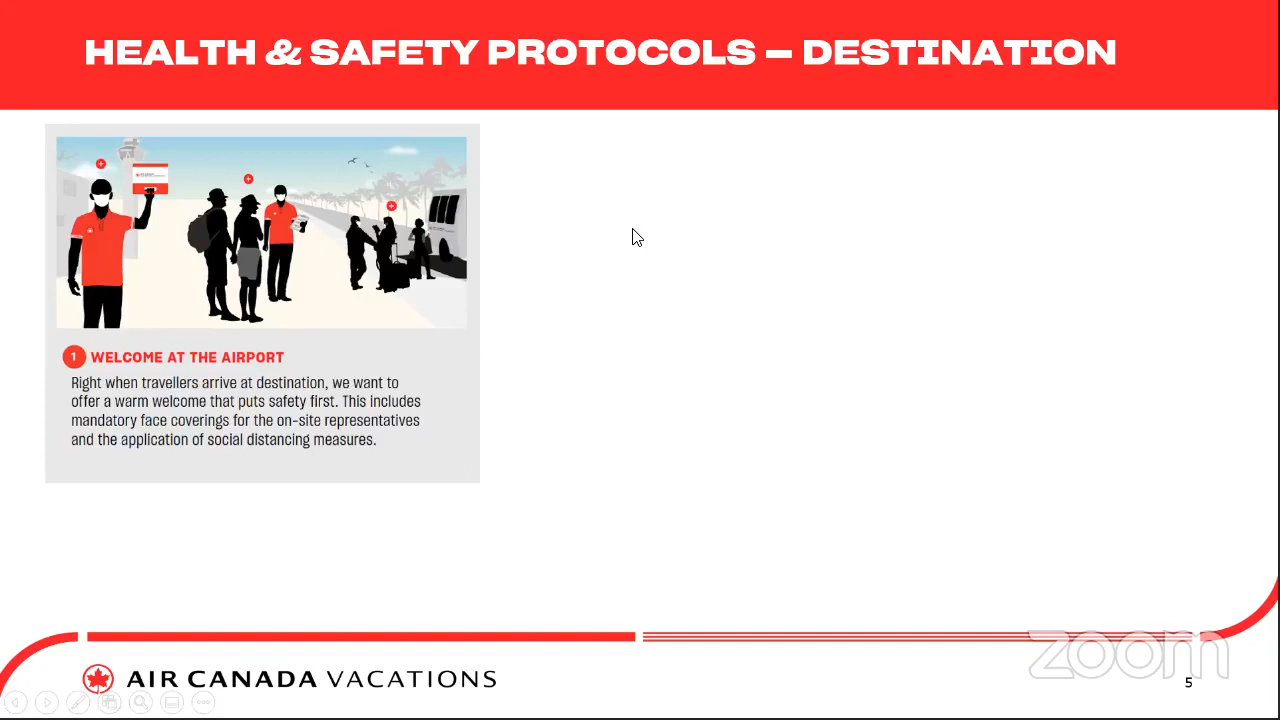 HEALTH & SAFETY PROTOCOLS – DESTINATION
1 WELCOME AT THE AIRPORT
Right when travellers arrive at destination, we want to
offer a warm welcome that puts safety first. This includes
mandatory face coverings for the on-site representatives
and the application of social distancing measures.
zoom
AIR CANADA VACATIONS
5